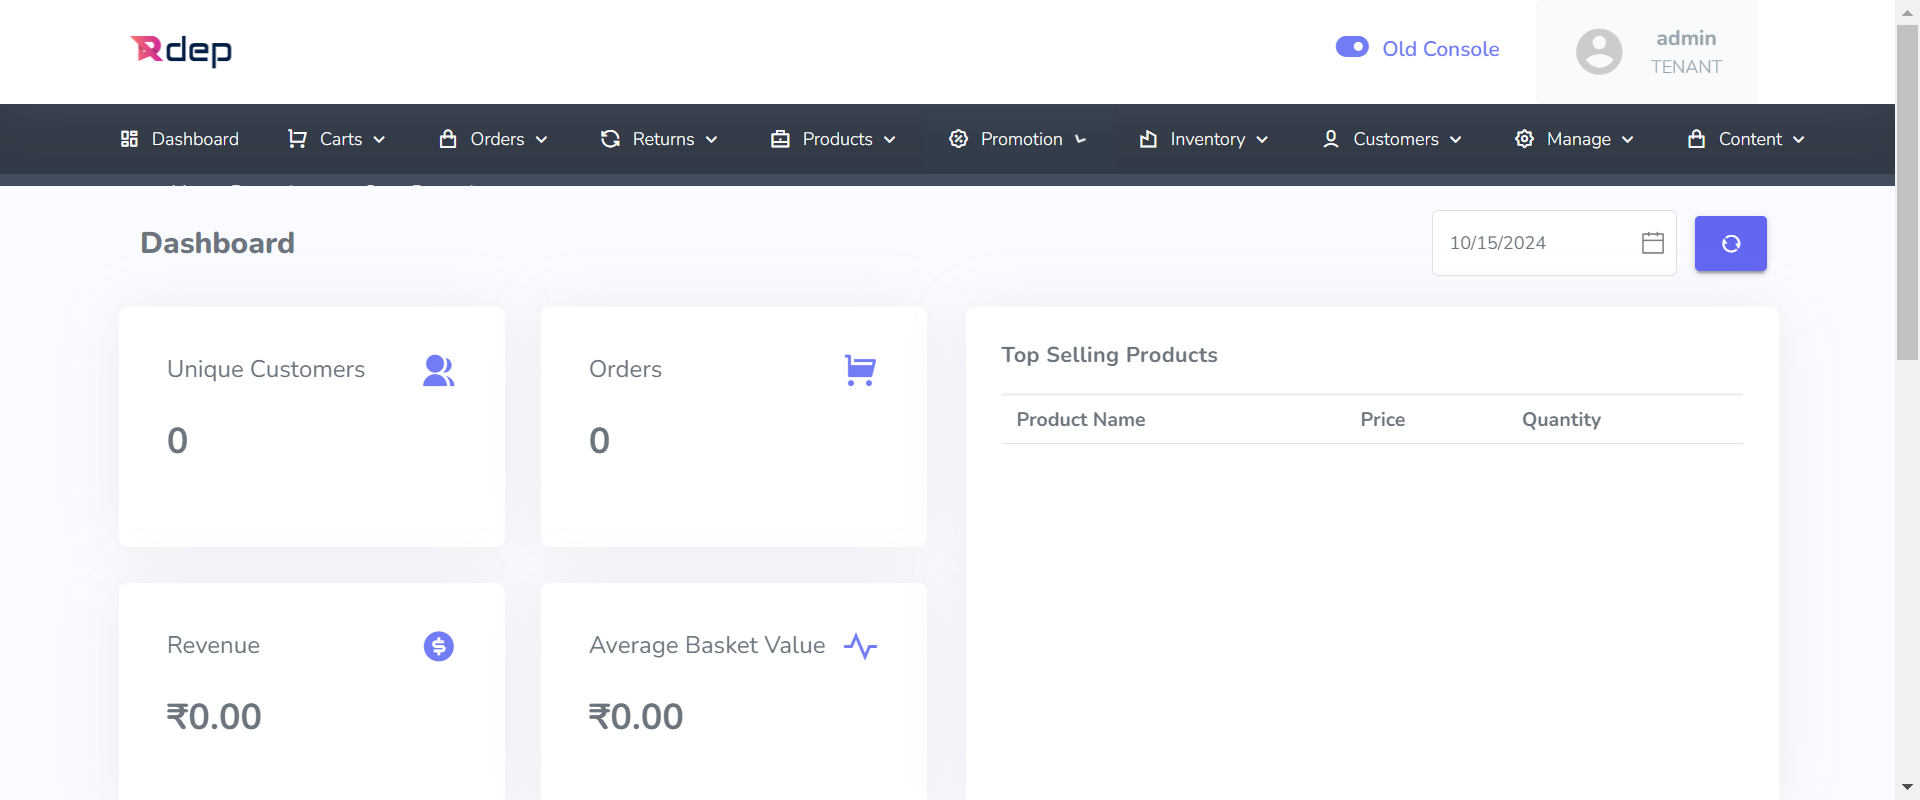 Rdep
Old Console
admin
TENANT
Dashboard Carts Orders Returns Products Promotion Inventory Customers Manage Content
Dashboard
10/15/2024
Unique Customers
0
Orders
0
Top Selling Products
Product Name Price Quantity
Revenue
₹0.00
Average Basket Value
₹0.00